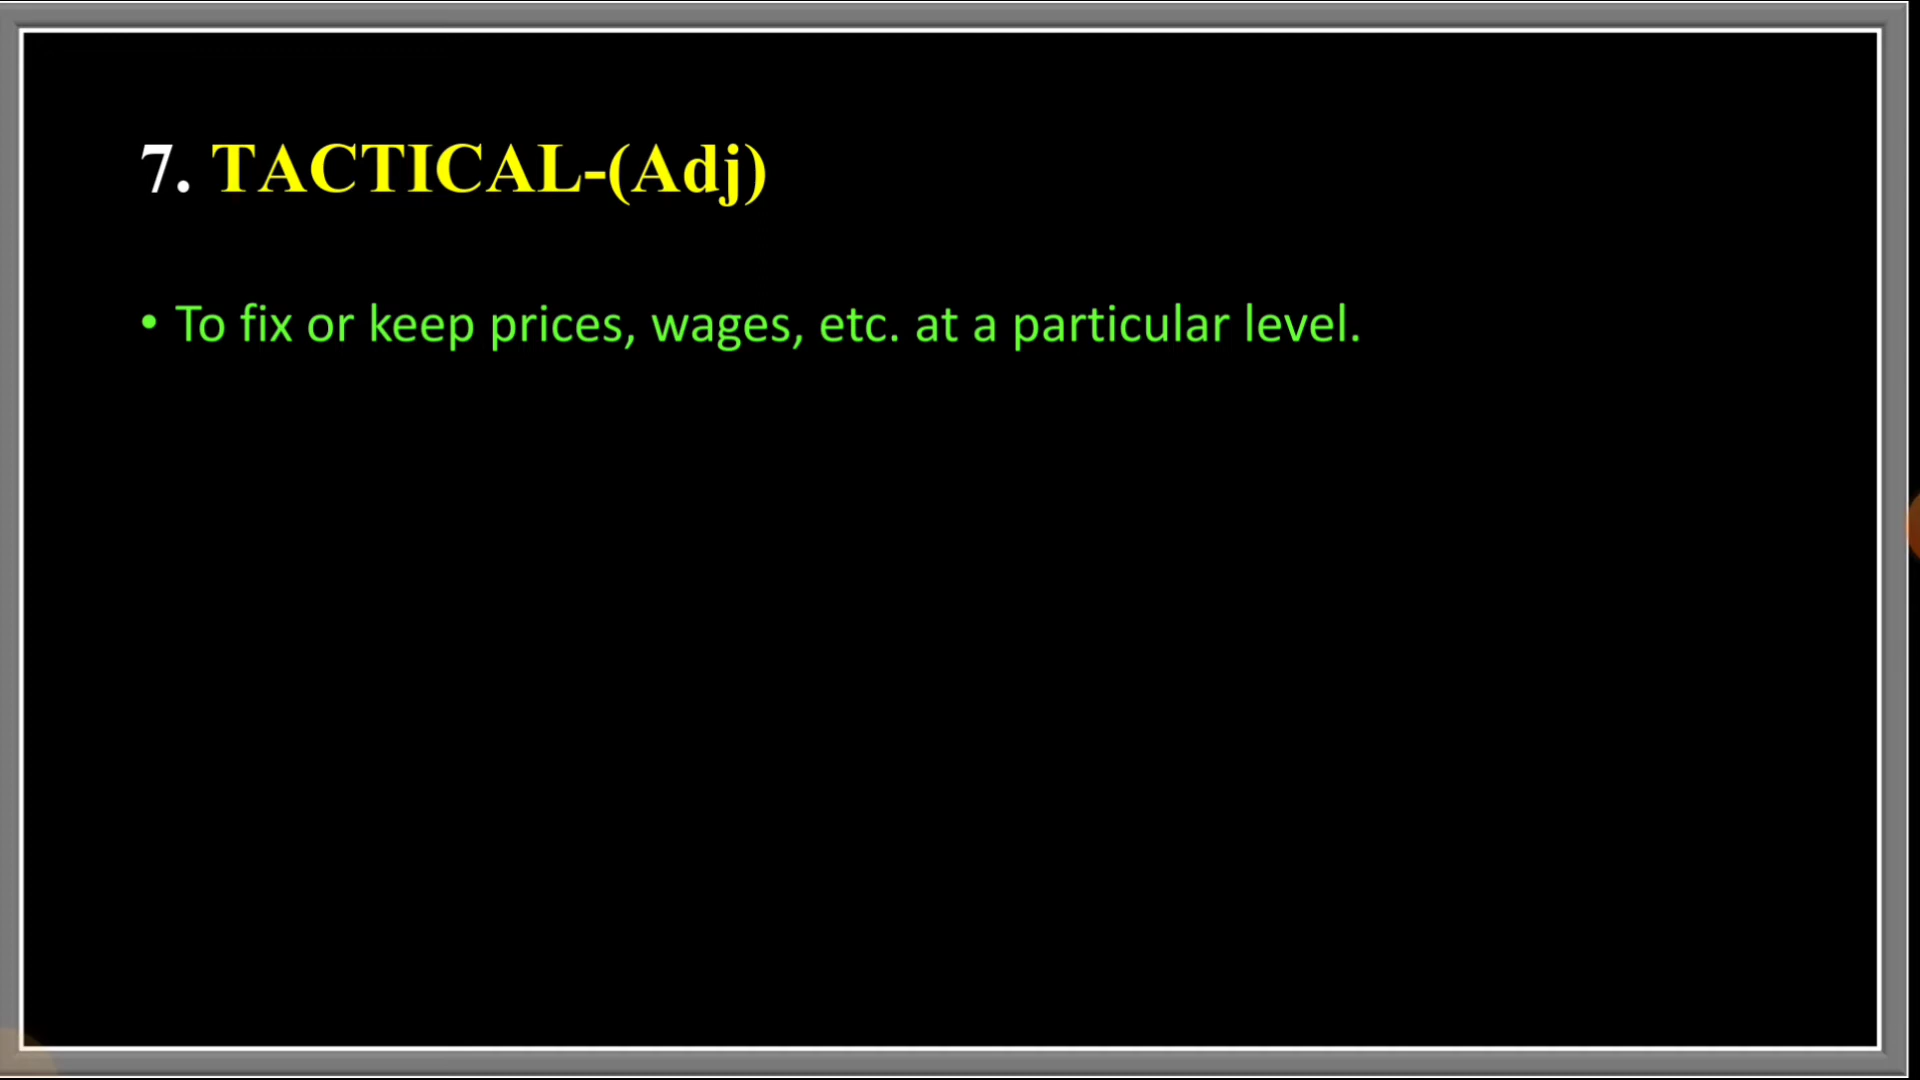 7. TACTICAL-(Adj)
• To fix or keep prices, wages, etc. at a particular level.